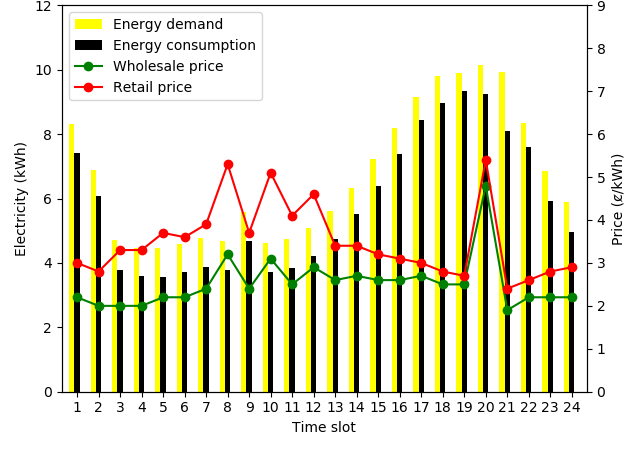 Energy demand
Energy consumption
Wholesale price
Retail price
Electricity (kWh)
12
10
8
6
4
2
0
Price (¢/kWh)
9
8
7
6
5
4
3
2
1
0
1 2 3 4 5 6 7 8 9 10 11 12 13 14 15 16 17 18 19 20 21 22 23 24
Time slot